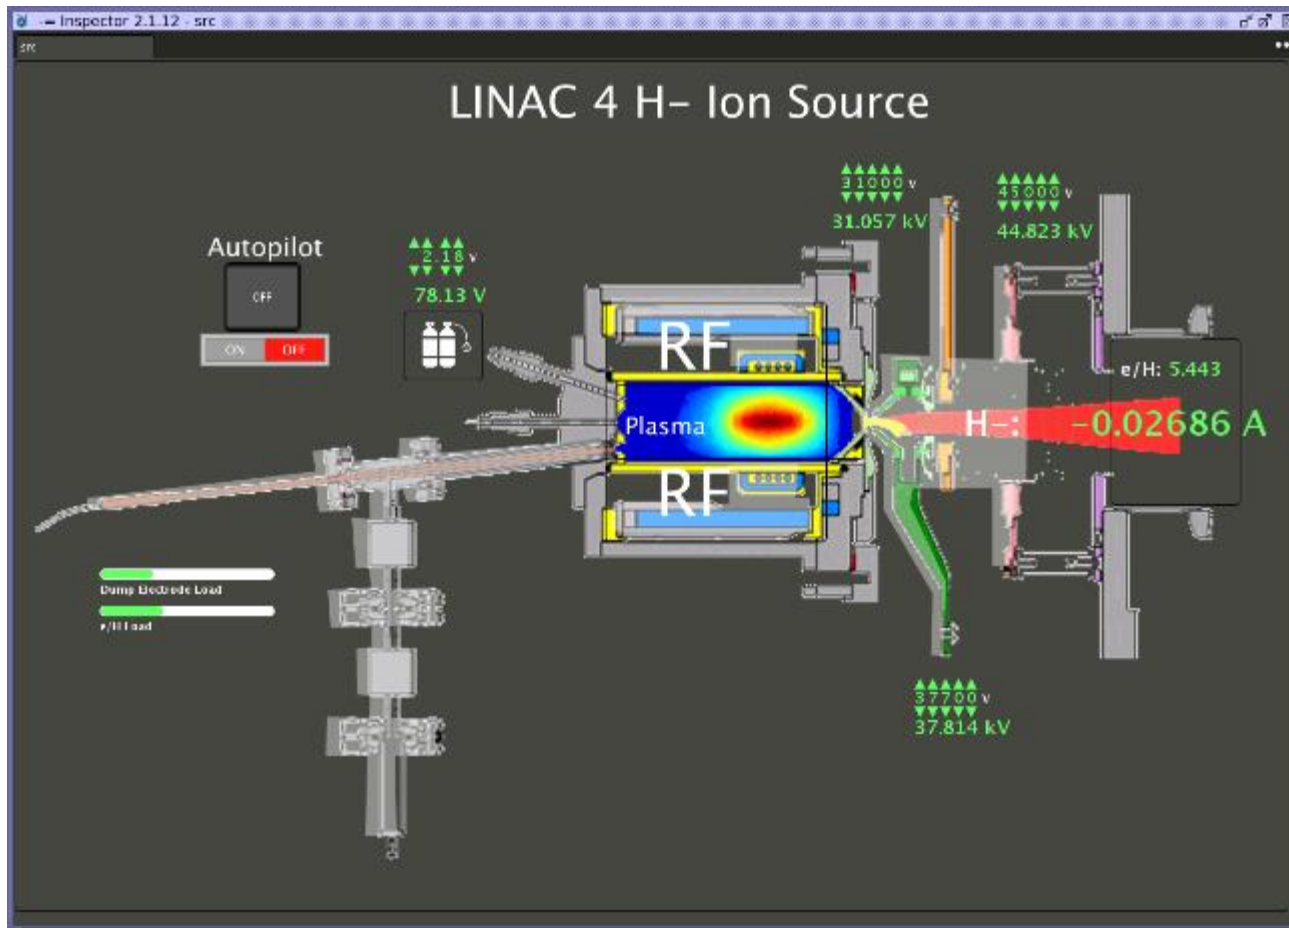 -= Inspector 2.1.12 - src
src
LINAC 4 H- Ion Source
Autopilot
OFF
ON OFF
2.18 v
78.13 V
31000 v
31.057 kV
45000 v
44.823 kV
RF
Plasma
RF
e/H: 5.443
H-: -0.02686 A
Dump Electrode Load
e/H Load
37700 v
37.814 kV